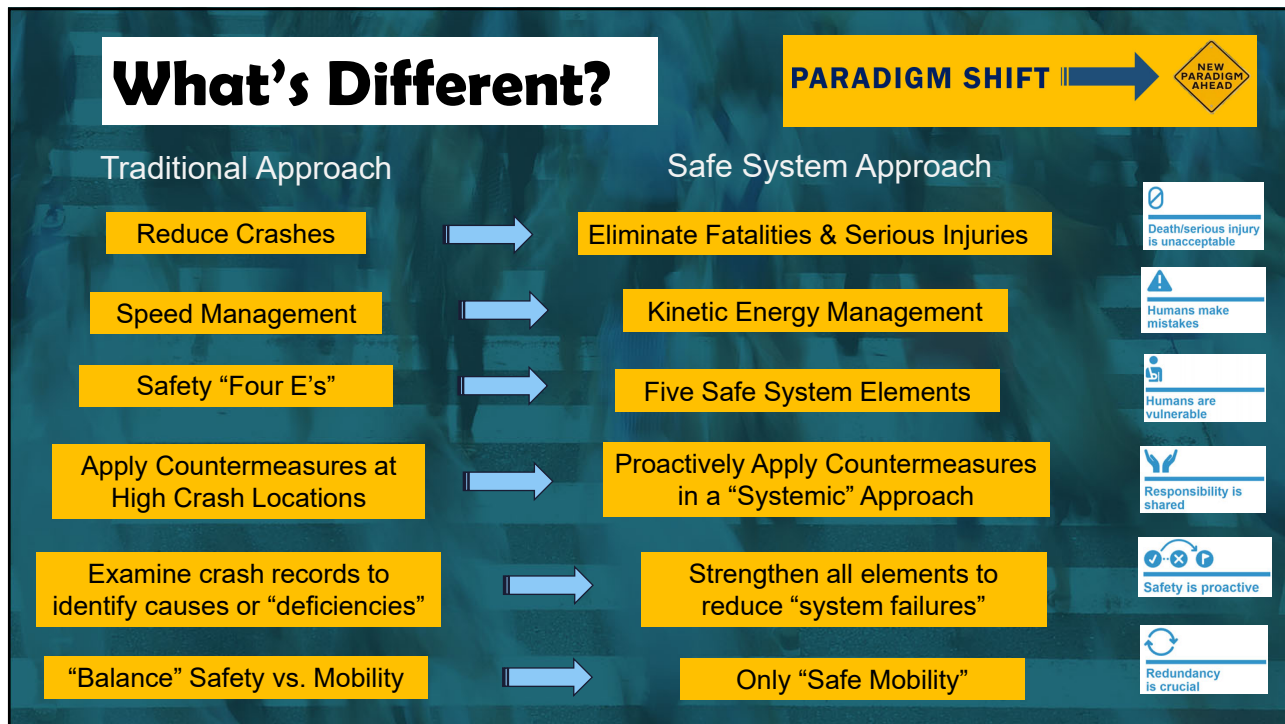 What’s Different?
PARADIGM SHIFT
NEW
PARADIGM
AHEAD
Traditional Approach
Safe System Approach
Reduce Crashes
Eliminate Fatalities & Serious Injuries
Death/serious injury
is unacceptable
Speed Management
Kinetic Energy Management
Humans make
mistakes
Safety “Four E’s”
Five Safe System Elements
Humans are
vulnerable
Apply Countermeasures at
High Crash Locations
Proactively Apply Countermeasures
in a “Systemic” Approach
Responsibility is
shared
Examine crash records to
identify causes or “deficiencies”
Strengthen all elements to
reduce “system failures”
Safety is proactive
“Balance” Safety vs. Mobility
Only “Safe Mobility”
Redundancy
is crucial